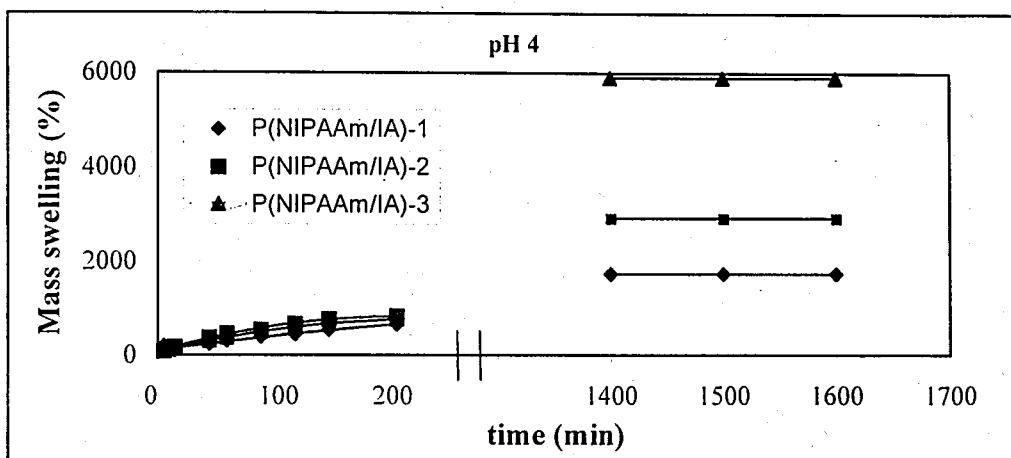 pH 4
Mass swelling (%)
6000
4000
2000
0
P(NIPAAm/IA)-1
P(NIPAAm/IA)-2
P(NIPAAm/IA)-3
0 100 200 1400 1500 1600 1700
time (min)